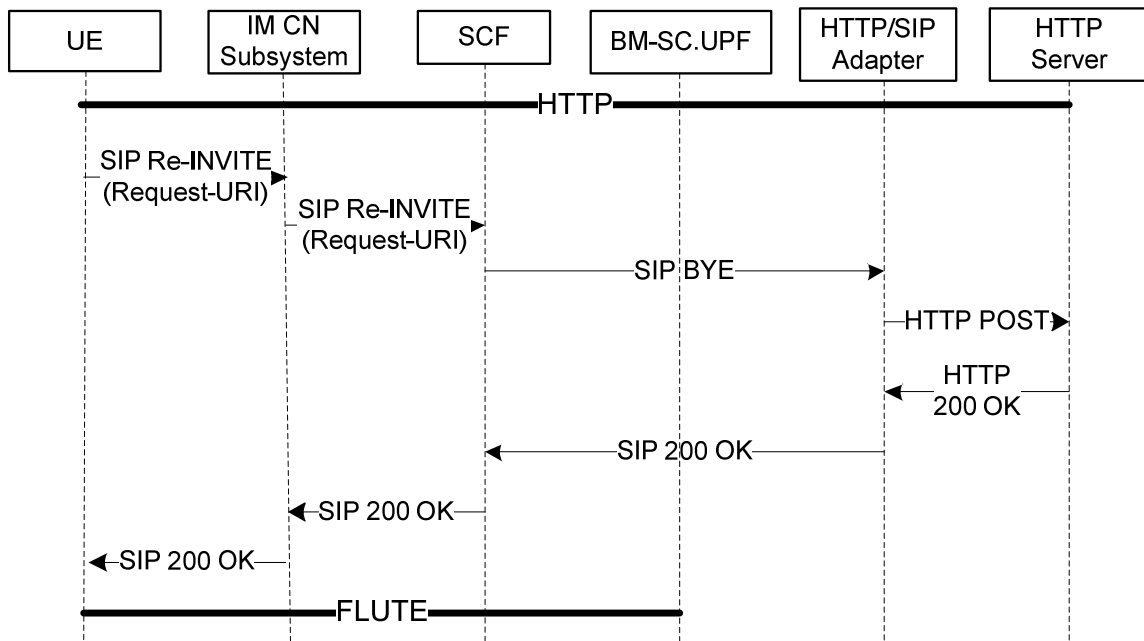 UE
IM CN
Subsystem
SCF
BM-SC.UPF
HTTP/SIP
Adapter
HTTP
Server
HTTP
SIP Re-INVITE
(Request-URI)
SIP Re-INVITE
(Request-URI)
SIP BYE
HTTP POST
HTTP
200 OK
SIP 200 OK
SIP 200 OK
SIP 200 OK
FLUTE